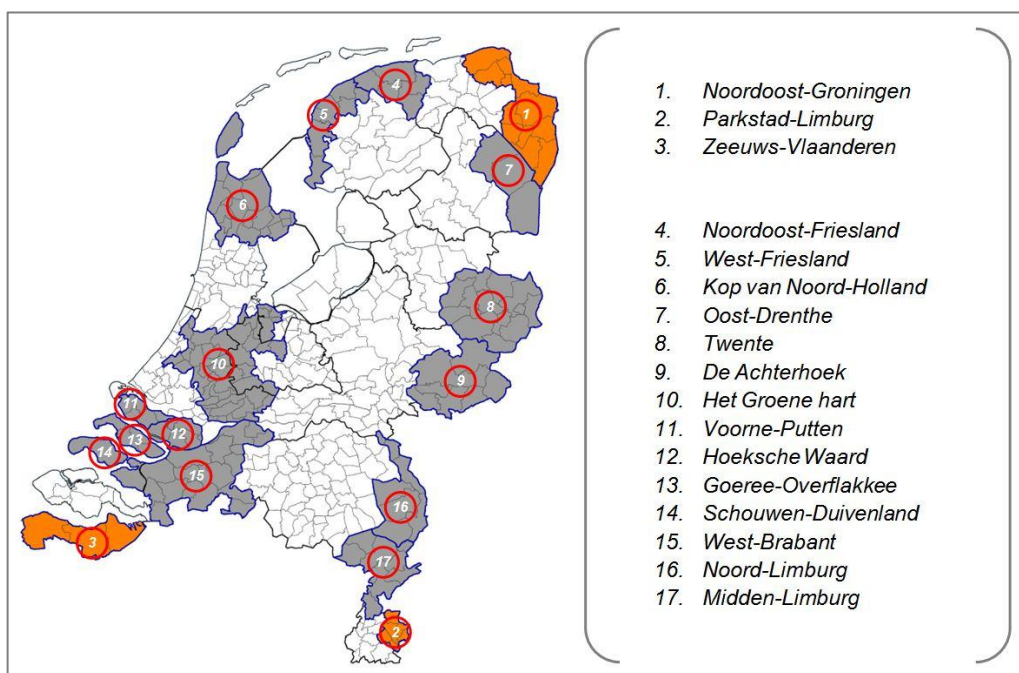 1. Noordoost-Groningen
2. Parkstad-Limburg
3. Zeeuws-Vlaanderen
4. Noordoost-Friesland
5. West-Friesland
6. Kop van Noord-Holland
7. Oost-Drenthe
8. Twente
9. De Achterhoek
10. Het Groene hart
11. Voorne-Putten
12. Hoeksche Waard
13. Goeree-Overflakkee
14. Schouwen-Duivenland
15. West-Brabant
16. Noord-Limburg
17. Midden-Limburg
4
5
1
7
6
8
10
9
11
12
13
14
15
16
3
17
2